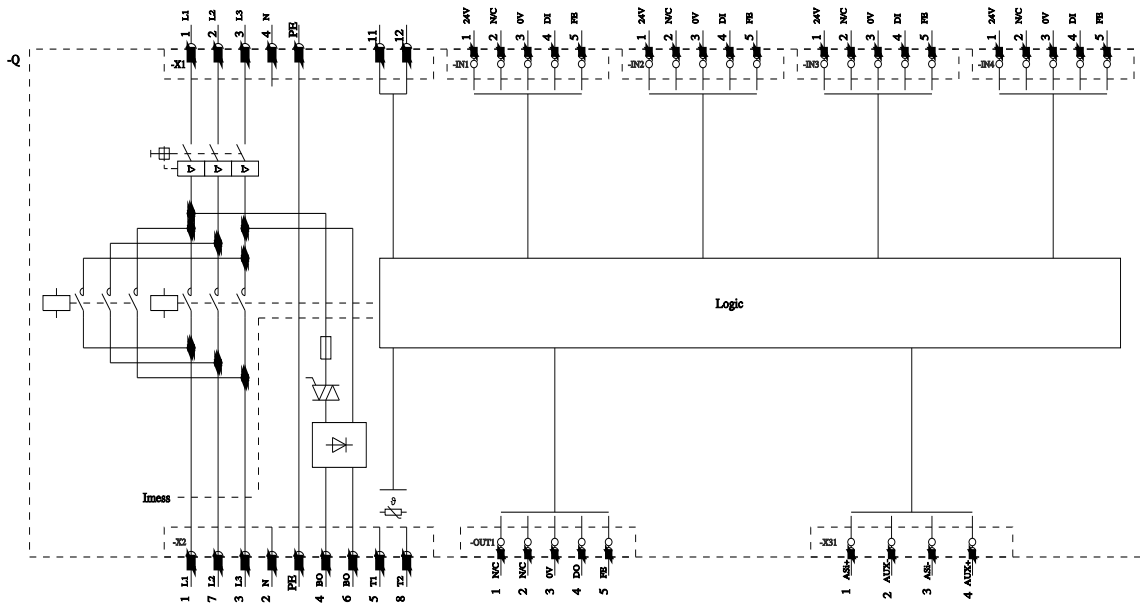 L1 L2 L3 N PE
1 2 3 4 11 12
24V N/C 0V DI FE
1 2 3 4 5
24V N/C 0V DI FE
1 2 3 4 5
24V N/C 0V DI FE
1 2 3 4 5
24V N/C 0V DI FE
1 2 3 4 5
-Q
-X1
-IN1
-IN2
-IN3
-IN4
Logic
Imess
ϑ
-X2
-OUT1
-X31
L1 L2 L3 N PE BO BO T1 T2
1 7 3 2 4 6 5 8
N/C N/C 0V DO FE
1 2 3 4 5
ASi+ AUX- ASi- AUX+
1 2 3 4